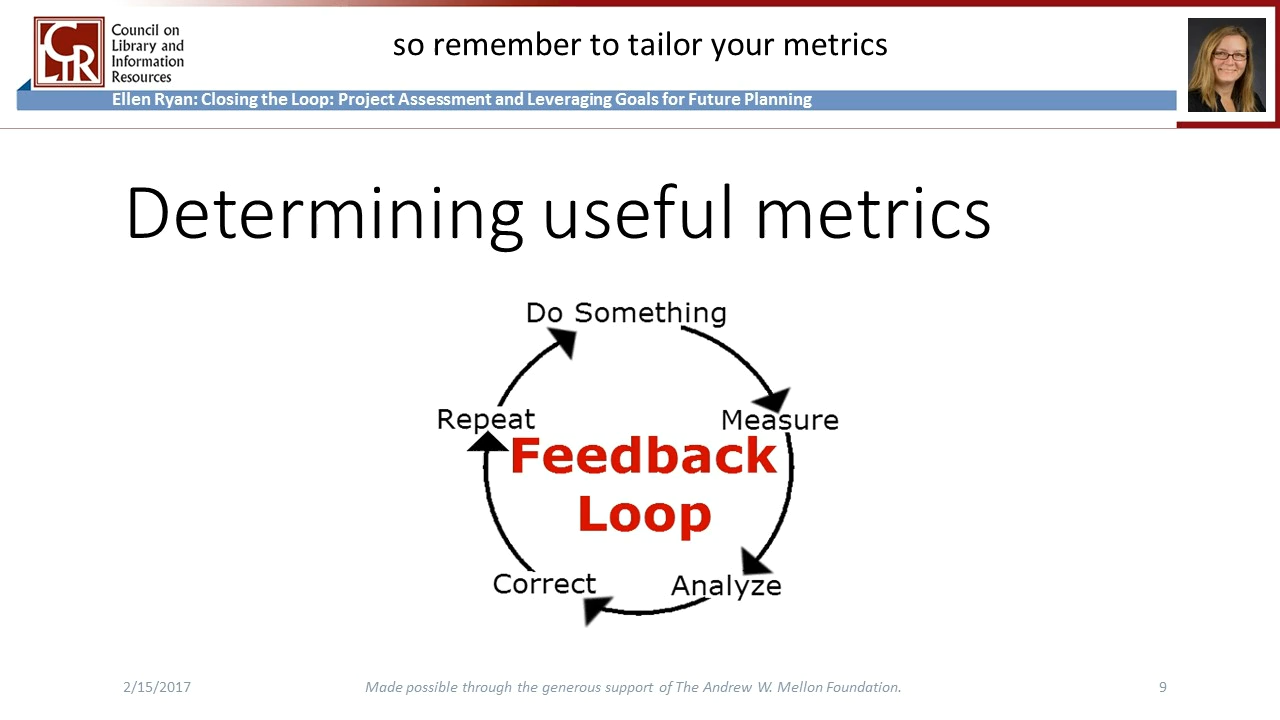 CLIR
Council on
Library and
Information
Resources
so remember to tailor your metrics
Ellen Ryan: Closing the Loop: Project Assessment and Leveraging Goals for Future Planning
Determining useful metrics
Do Something
Repeat
Measure
Feedback
Loop
Correct
Analyze
2/15/2017
Made possible through the generous support of The Andrew W. Mellon Foundation.
9